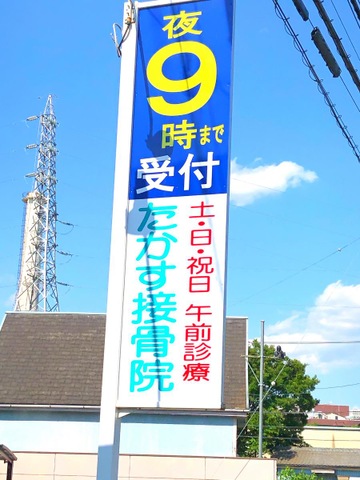 夜
9
時まで
受付
土・日・祝日 午前診療
たかす接骨院